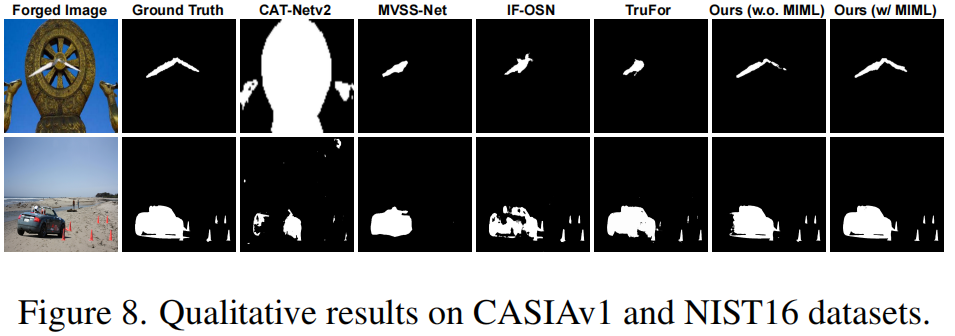 Forged Image Ground Truth CAT-Netv2 MVSS-Net IF-OSN TruFor Ours (w.o. MIML) Ours (w/ MIML)
Figure 8. Qualitative results on CASIAv1 and NIST16 datasets.